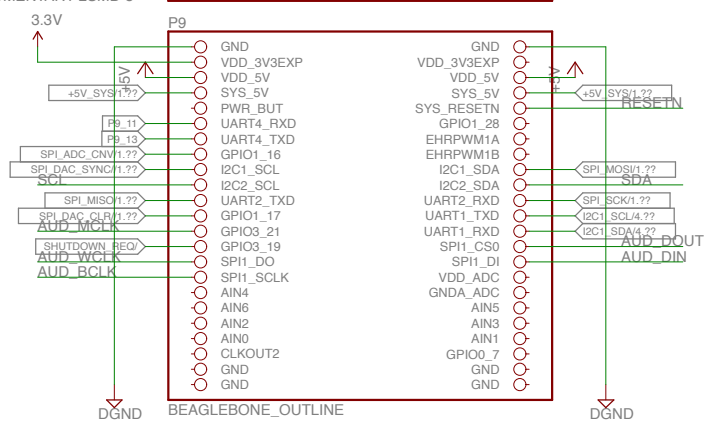 3.3V
P9
GND GND
VDD_3V3EXP VDD_3V3EXP
+5V VDD_5V VDD_5V +5V
+5V_SYS/1.?? SYS_5V SYS_5V +5V_SYS/1.??
PWR_BUT SYS_RESETN RESETN
P9_11 UART4_RXD GPIO1_28
P9_13 UART4_TXD EHRPWM1A
SPI_ADC_CNV/1.?? GPIO1_16 EHRPWM1B
SPI_DAC_SYNC/1.?? I2C1_SCL I2C1_SDA SPI_MOSI/1.??
SCL I2C2_SCL I2C2_SDA SDA
SPI_MISO/1.?? UART2_TXD UART2_RXD SPI_SCK/1.??
SPI_DAC_CLR/1.?? GPIO1_17 UART1_TXD I2C1_SCL/4.??
AUD_MCLK GPIO3_21 UART1_RXD I2C1_SDA/4.??
SHUTDOWN_REQ/ GPIO3_19 SPI1_CS0 AUD_DOUT
AUD_WCLK SPI1_DO SPI1_DI AUD_DIN
AUD_BCLK SPI1_SCLK VDD_ADC
AIN4 GNDA_ADC
AIN6 AIN5
AIN2 AIN3
AIN0 AIN1
CLKOUT2 GPIO0_7
GND GND
GND GND
DGND BEAGLEBONE_OUTLINE DGND